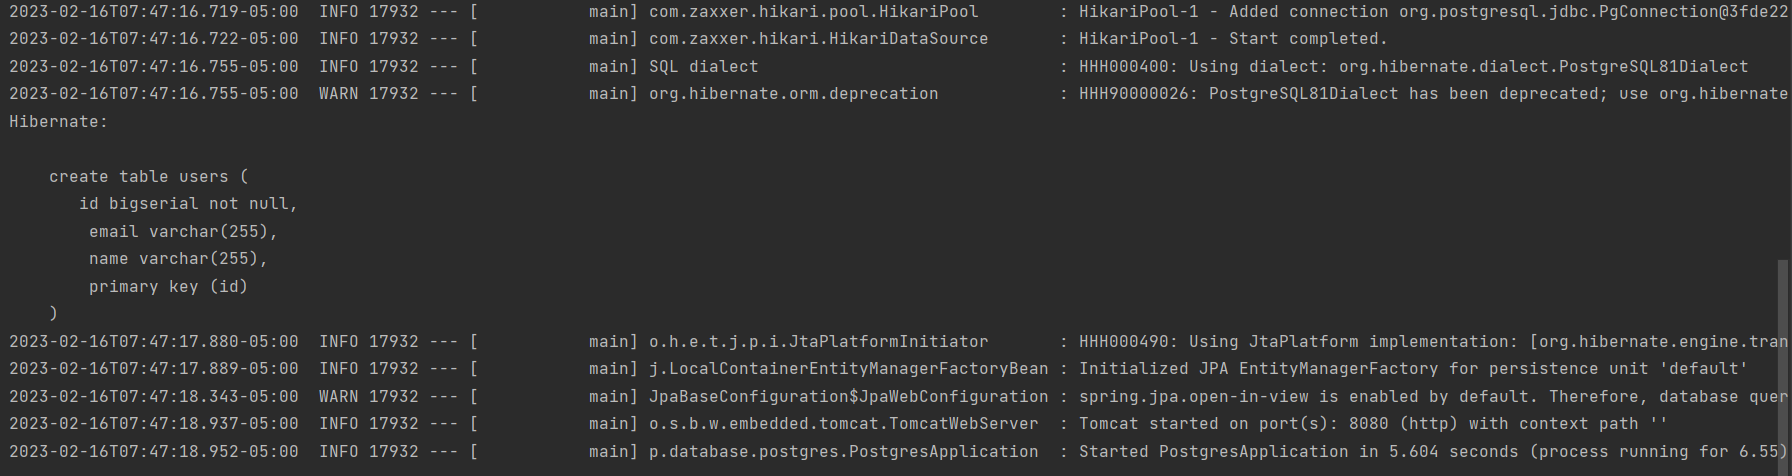 2023-02-16T07:47:16.719-05:00  INFO 17932 --- [           main] com.zaxxer.hikari.pool.HikariPool        : HikariPool-1 - Added connection org.postgresql.jdbc.PgConnection@3fde22
2023-02-16T07:47:16.722-05:00  INFO 17932 --- [           main] com.zaxxer.hikari.HikariDataSource       : HikariPool-1 - Start completed.
2023-02-16T07:47:16.755-05:00  INFO 17932 --- [           main] SQL dialect                              : HHH000400: Using dialect: org.hibernate.dialect.PostgreSQL81Dialect
2023-02-16T07:47:16.755-05:00  WARN 17932 --- [           main] org.hibernate.orm.deprecation            : HHH90000026: PostgreSQL81Dialect has been deprecated; use org.hibernate
Hibernate:
    create table users (
       id bigserial not null,
        email varchar(255),
        name varchar(255),
        primary key (id)
    )
2023-02-16T07:47:17.880-05:00  INFO 17932 --- [           main] o.h.e.t.j.p.i.JtaPlatformInitiator       : HHH000490: Using JtaPlatform implementation: [org.hibernate.engine.tran
2023-02-16T07:47:17.889-05:00  INFO 17932 --- [           main] j.LocalContainerEntityManagerFactoryBean : Initialized JPA EntityManagerFactory for persistence unit 'default'
2023-02-16T07:47:18.343-05:00  WARN 17932 --- [           main] JpaBaseConfiguration$JpaWebConfiguration : spring.jpa.open-in-view is enabled by default. Therefore, database quer
2023-02-16T07:47:18.937-05:00  INFO 17932 --- [           main] o.s.b.w.embedded.tomcat.TomcatWebServer  : Tomcat started on port(s): 8080 (http) with context path ''
2023-02-16T07:47:18.952-05:00  INFO 17932 --- [           main] p.database.postgres.PostgresApplication  : Started PostgresApplication in 5.604 seconds (process running for 6.55)